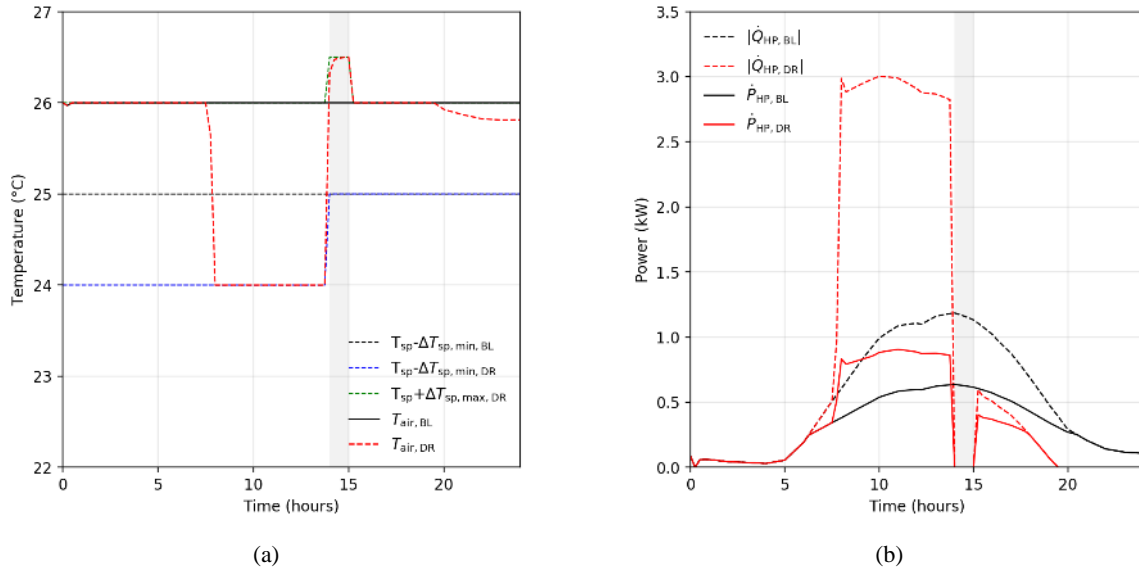 27
26
25
24
23
22
0
5
10
15
20
Temperature (°C)
Time (hours)
T_sp-ΔT_sp, min, BL
T_sp-ΔT_sp, min, DR
T_sp+ΔT_sp, max, DR
T_air, BL
T_air, DR
(a)
3.5
3.0
2.5
2.0
1.5
1.0
0.5
0.0
0
5
10
15
20
Power (kW)
Time (hours)
|Q̇_HP, BL|
|Q̇_HP, DR|
Ṗ_HP, BL
Ṗ_HP, DR
(b)